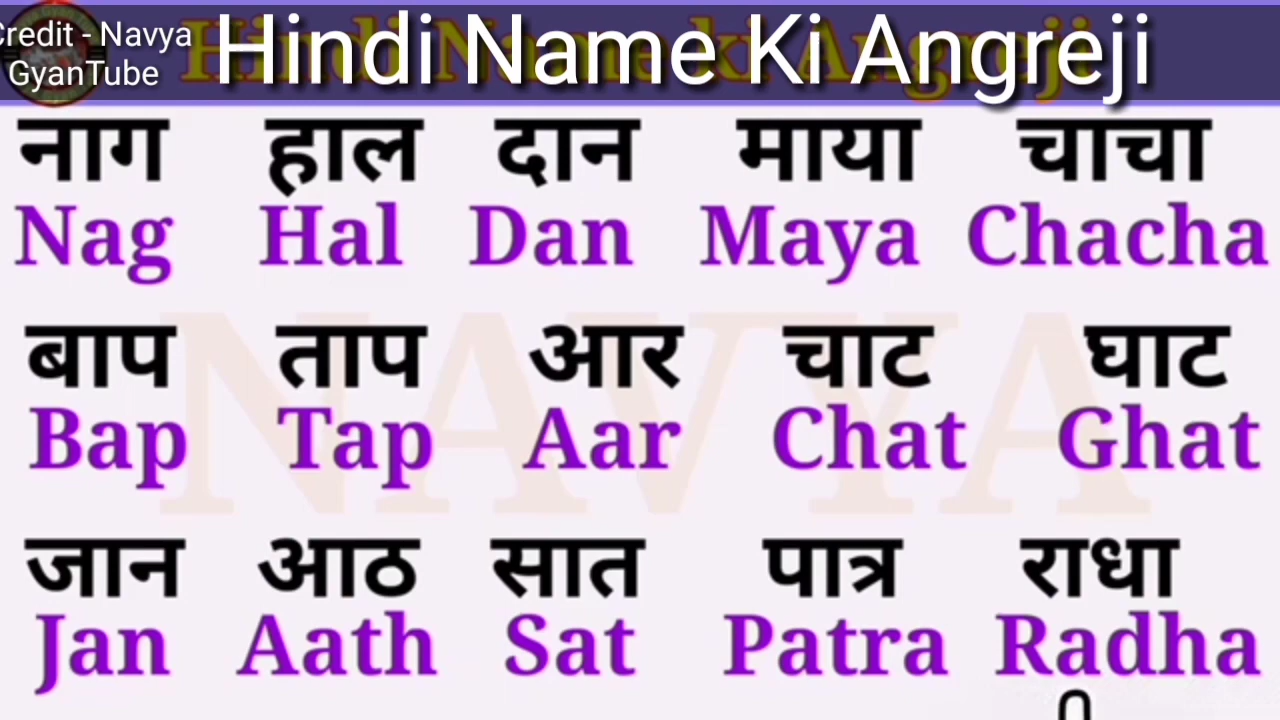 Credit - Navya
GyanTube
Hindi Name Ki Angreji
नाग हाल दान माया चाचा
Nag Hal Dan Maya Chacha
बाप ताप आर चाट घाट
Bap Tap Aar Chat Ghat
जान आठ सात पात्र राधा
Jan Aath Sat Patra Radha
NAVYA